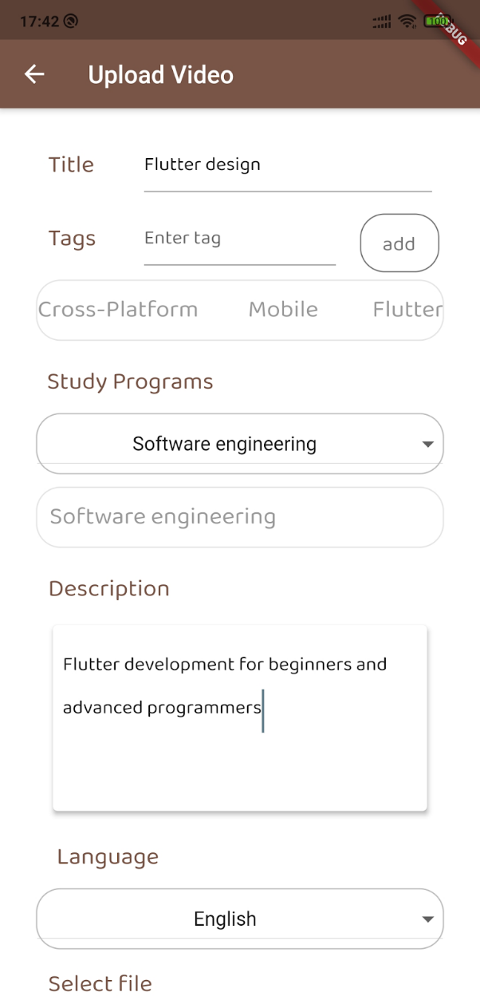 17:42
100
BUG
Upload Video
Title Flutter design
Tags Enter tag add
Cross-Platform Mobile Flutter
Study Programs
Software engineering
Software engineering
Description
Flutter development for beginners and
advanced programmers
Language
English
Select file